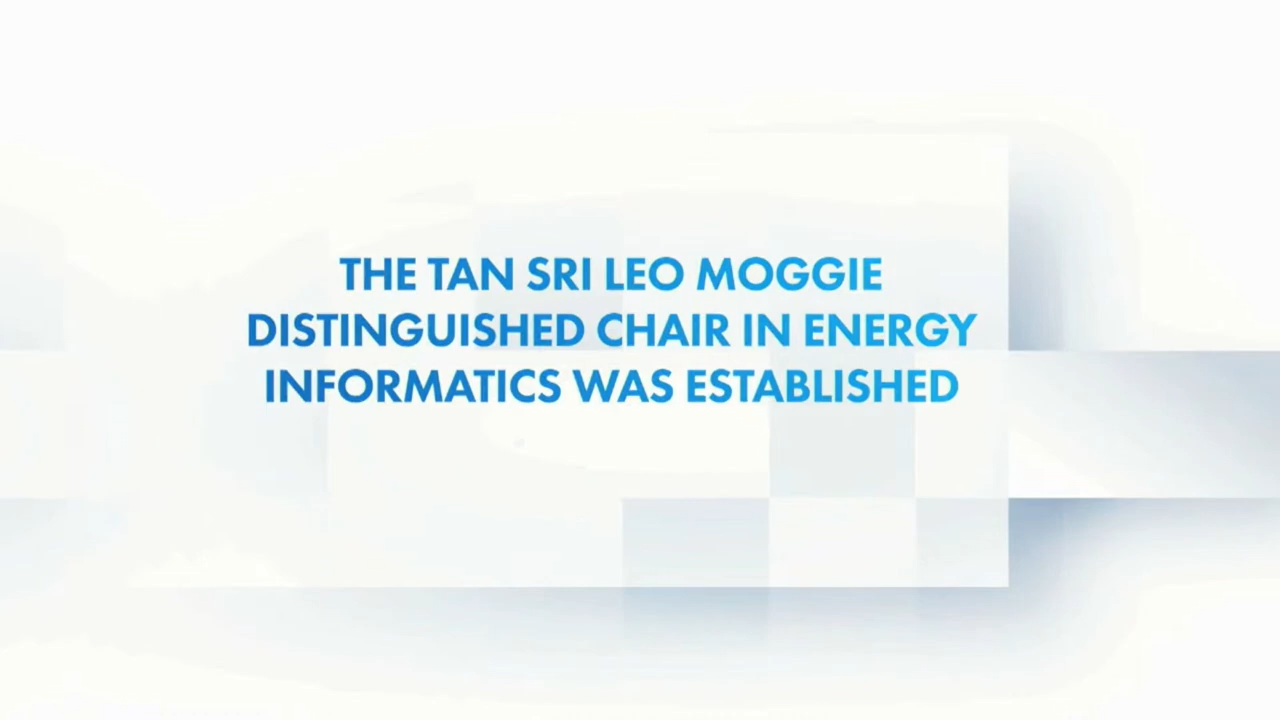 THE TAN SRI LEO MOGGIE
DISTINGUISHED CHAIR IN ENERGY
INFORMATICS WAS ESTABLISHED